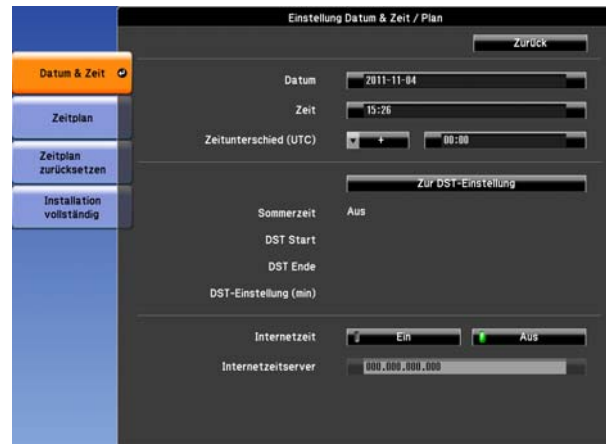 Einstellung Datum & Zeit / Plan
Zurück
Datum & Zeit
Zeitplan
Zeitplan
zurücksetzen
Installation
vollständig
Datum 2011-11-04
Zeit 15:26
Zeitunterschied (UTC) + 00:00
Zur DST-Einstellung
Sommerzeit Aus
DST Start
DST Ende
DST-Einstellung (min)
Internetzeit Ein Aus
Internetzeitserver 000.000.000.000